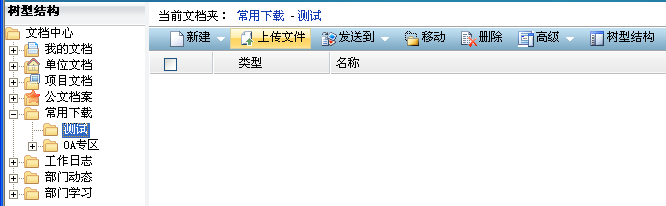 树型结构
文档中心
我的文档
单位文档
项目文档
公文档案
常用下载
测试
OA专区
工作日志
部门动态
部门学习
当前文档夹： 常用下载 - 测试
新建 上传文件 发送到 移动 删除 高级 树型结构
类型 名称